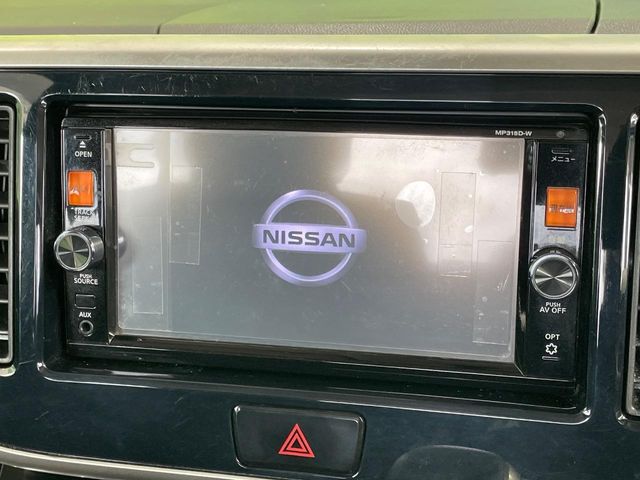 MP315D-W
OPEN
メニュー
TRACK
NISSAN
PUSH
SOURCE
PUSH
AV OFF
AUX
OPT